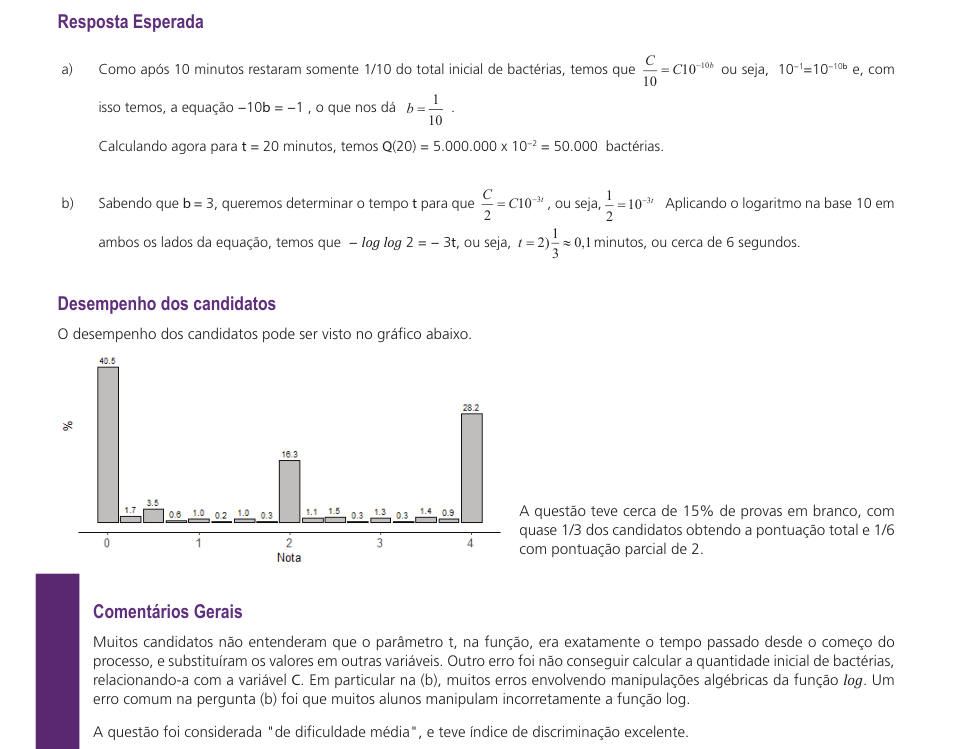 Resposta Esperada
a) Como após 10 minutos restaram somente 1/10 do total inicial de bactérias, temos que C/10 = C10^{−10b} ou seja, 10^{−1}=10^{−10b} e, com
isso temos, a equação −10b = −1 , o que nos dá b = 1/10 .
Calculando agora para t = 20 minutos, temos Q(20) = 5.000.000 x 10^{−2} = 50.000 bactérias.
b) Sabendo que b = 3, queremos determinar o tempo t para que C/2 = C10^{−3t} , ou seja, 1/2 = 10^{−3t} Aplicando o logaritmo na base 10 em
ambos os lados da equação, temos que − log log 2 = − 3t, ou seja, t = 2) 1/3 ≈ 0,1 minutos, ou cerca de 6 segundos.
Desempenho dos candidatos
O desempenho dos candidatos pode ser visto no gráfico abaixo.
%
40.5
1.7
3.5
0.6
1.0
0.2
1.0
0.3
16.3
1.1
1.5
0.3
1.3
0.3
1.4
0.9
28.2
0 1 2 3 4
Nota
A questão teve cerca de 15% de provas em branco, com
quase 1/3 dos candidatos obtendo a pontuação total e 1/6
com pontuação parcial de 2.
Comentários Gerais
Muitos candidatos não entenderam que o parâmetro t, na função, era exatamente o tempo passado desde o começo do
processo, e substituíram os valores em outras variáveis. Outro erro foi não conseguir calcular a quantidade inicial de bactérias,
relacionando-a com a variável C. Em particular na (b), muitos erros envolvendo manipulações algébricas da função log. Um
erro comum na pergunta (b) foi que muitos alunos manipulam incorretamente a função log.
A questão foi considerada "de dificuldade média", e teve índice de discriminação excelente.